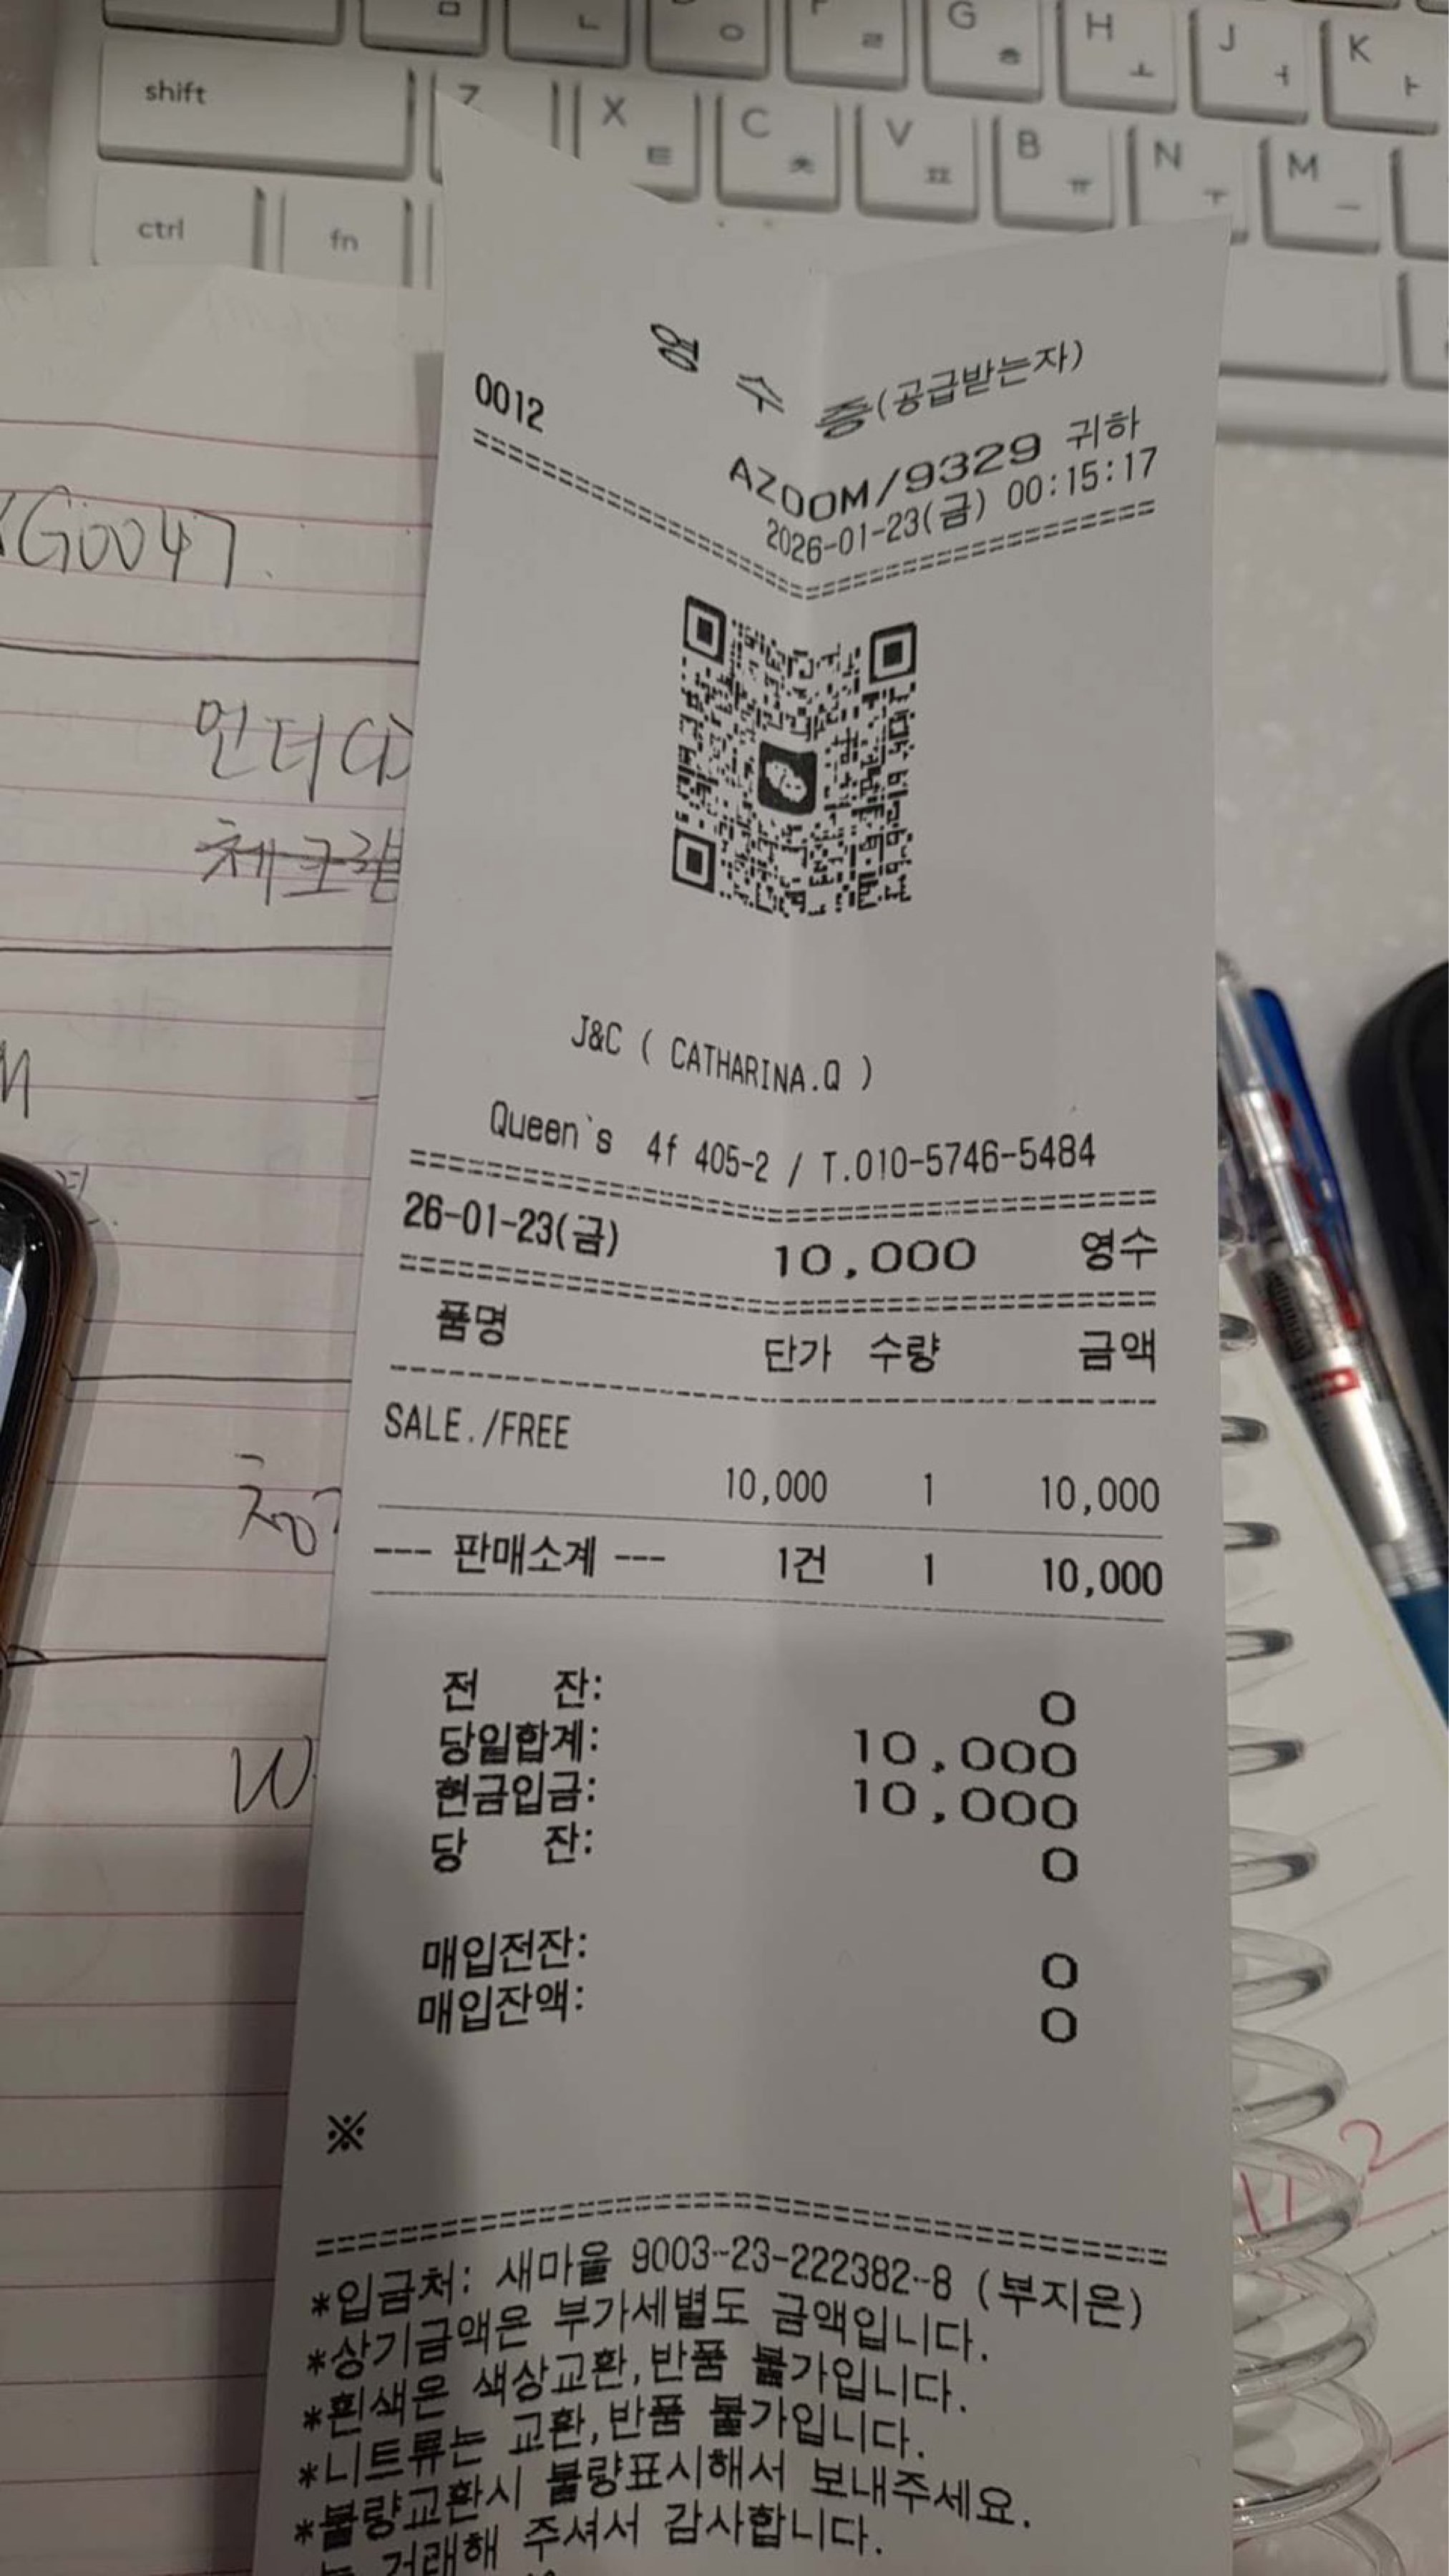 G
H
J
K
ㅁ
ㄴ
ㅇ
ㄹ
ㅎ
ㅗ
ㅓ
ㅏ
shift
Z
X
C
V
B
N
M
ㅌ
ㅊ
ㅍ
ㅠ
ㅜ
ㅡ
ctrl
fn
영 수 증(공급받는자)
0012
AZOOM/9329 귀하
2026-01-23(금) 00:15:17
G0047
언더
J&C ( CATHARINA.Q )
Queen`s 4f 405-2 / T.010-5746-5484
26-01-23(금) 10,000 영수
품명 단가 수량 금액
SALE./FREE
10,000 1 10,000
--- 판매소계 --- 1건 1 10,000
전 잔: 0
당일합계: 10,000
현금입금: 10,000
당 잔: 0
매입전잔: 0
매입잔액: 0
※
*입금처: 새마을 9003-23-222382-8 (부지은)
*상기금액은 부가세별도 금액입니다.
*흰색은 색상교환,반품 불가입니다.
*니트류는 교환,반품 불가입니다.
*불량교환시 불량표시해서 보내주세요.
거래해 주셔서 감사합니다.